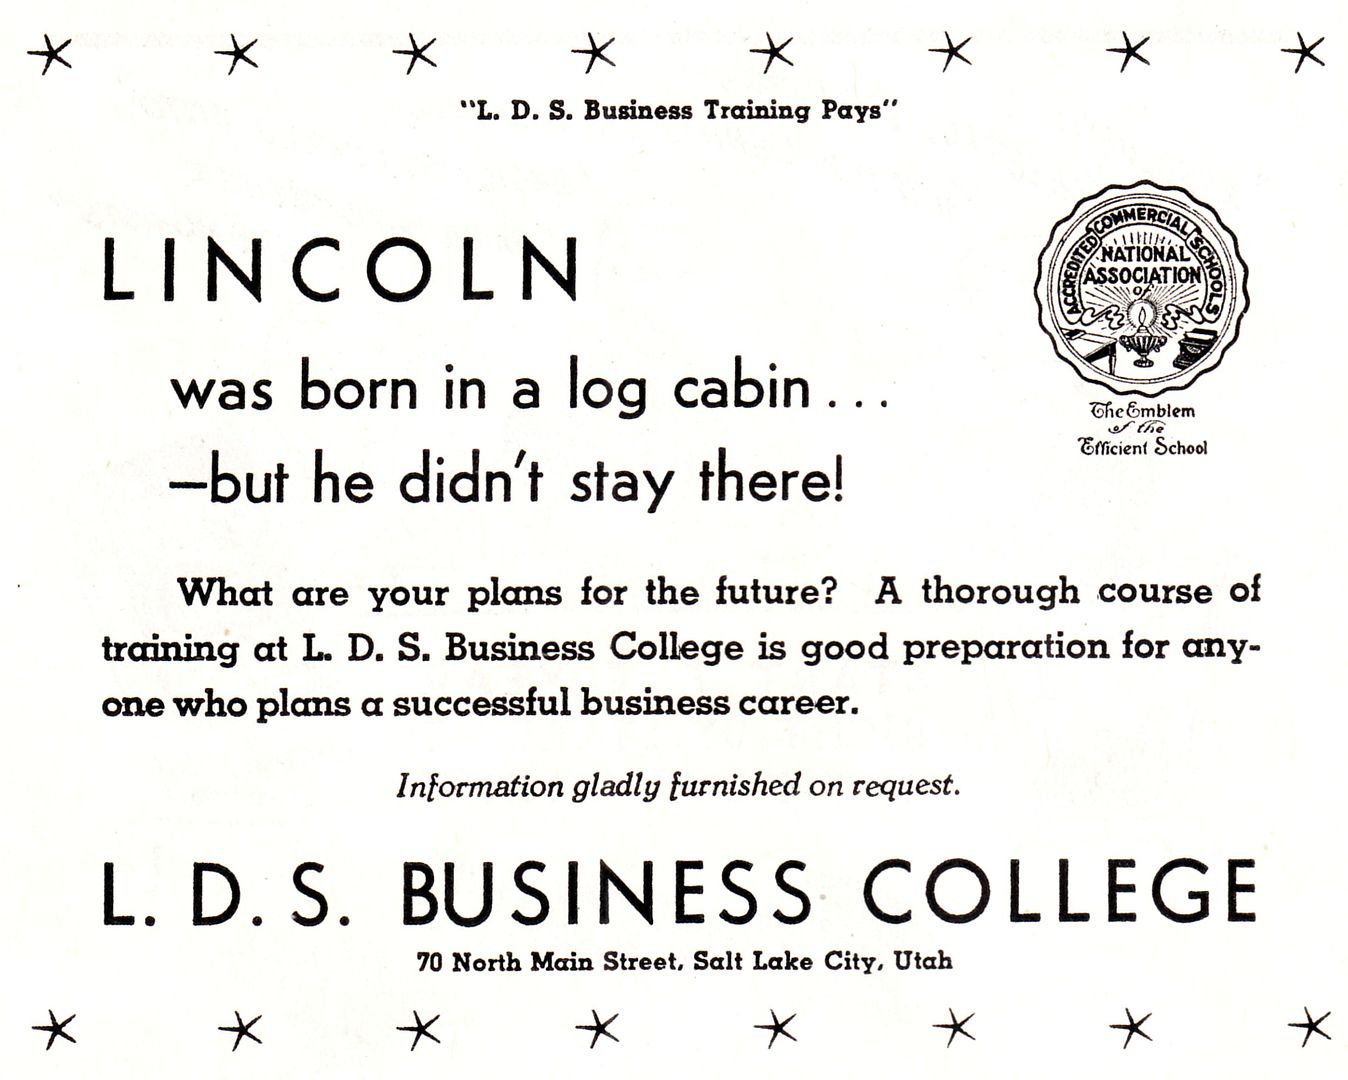 "L. D. S. Business Training Pays"
LINCOLN
was born in a log cabin . . .
—but he didn't stay there!
ACCREDITED COMMERCIAL SCHOOLS
NATIONAL
ASSOCIATION
of
The Emblem
of the
Efficient School
What are your plans for the future? A thorough course of
training at L. D. S. Business College is good preparation for any-
one who plans a successful business career.
Information gladly furnished on request.
L. D. S. BUSINESS COLLEGE
70 North Main Street, Salt Lake City, Utah